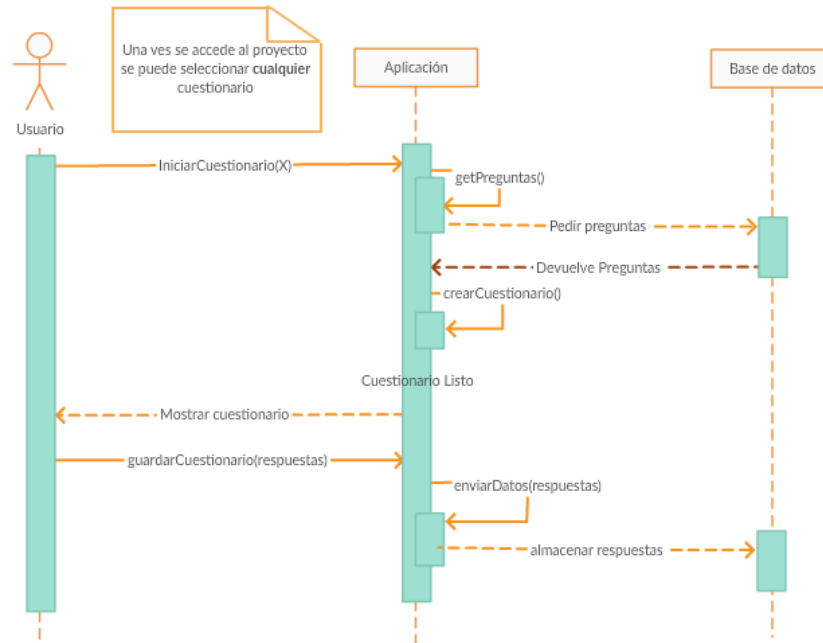 Una ves se accede al proyecto
se puede seleccionar cualquier
cuestionario
Aplicación
Base de datos
Usuario
IniciarCuestionario(X)
getPreguntas()
Pedir preguntas
Devuelve Preguntas
crearCuestionario()
Cuestionario Listo
Mostrar cuestionario
guardarCuestionario(respuestas)
enviarDatos(respuestas)
almacenar respuestas